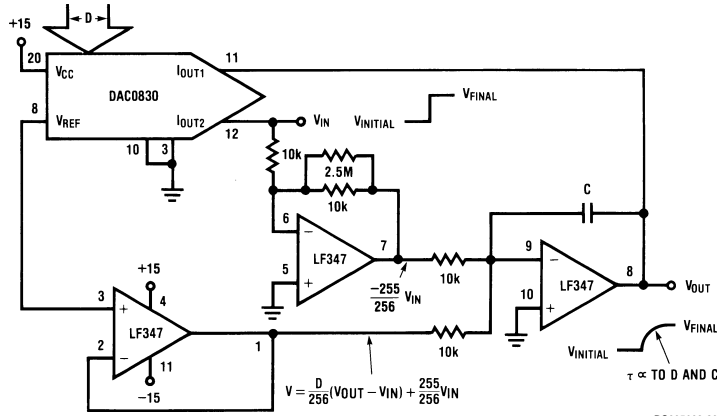 D
+15
20
VCC
IOUT1
11
DAC0830
8
VREF
IOUT2
12
VIN
VINITIAL
VFINAL
10
3
10k
2.5M
10k
C
6
−
LF347
7
5
+
−255/256 VIN
10k
9
−
LF347
8
VOUT
10
+
+15
3
+
4
LF347
1
2
−
11
−15
10k
VINITIAL
VFINAL
τ ∝ TO D AND C
V = D/256 (VOUT − VIN) + 255/256 VIN